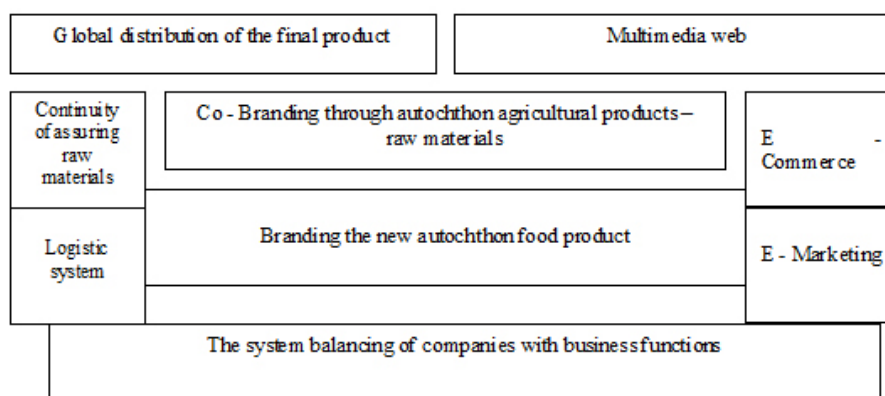 Global distribution of the final product
Multimedia web
Continuity
of assuring
raw
materials
Co - Branding through autochthon agricultural products –
raw materials
E -
Commerce
Logistic
system
Branding the new autochthon food product
E - Marketing
The system balancing of companies with business functions